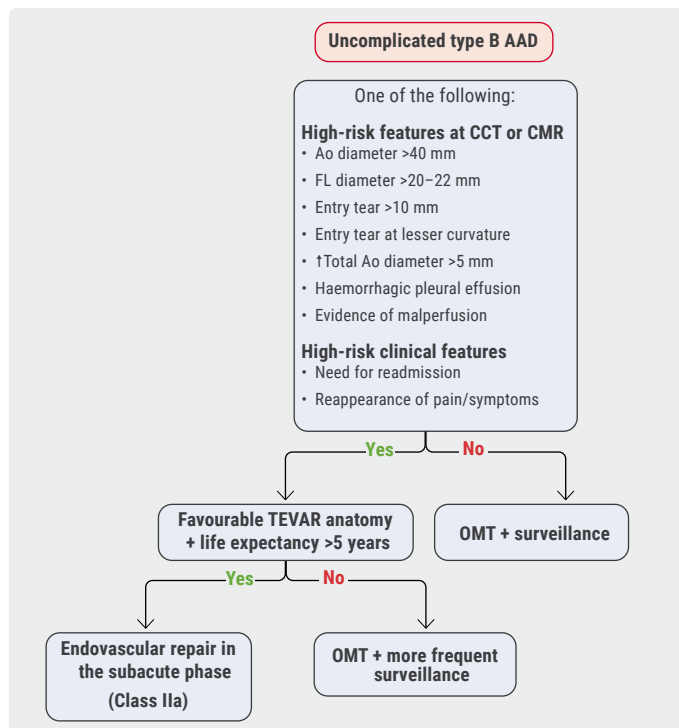 Uncomplicated type B AAD
One of the following:
High-risk features at CCT or CMR
• Ao diameter >40 mm
• FL diameter >20–22 mm
• Entry tear >10 mm
• Entry tear at lesser curvature
• ↑Total Ao diameter >5 mm
• Haemorrhagic pleural effusion
• Evidence of malperfusion
High-risk clinical features
• Need for readmission
• Reappearance of pain/symptoms
Yes
No
Favourable TEVAR anatomy
+ life expectancy >5 years
OMT + surveillance
Yes
No
Endovascular repair in
the subacute phase
(Class IIa)
OMT + more frequent
surveillance